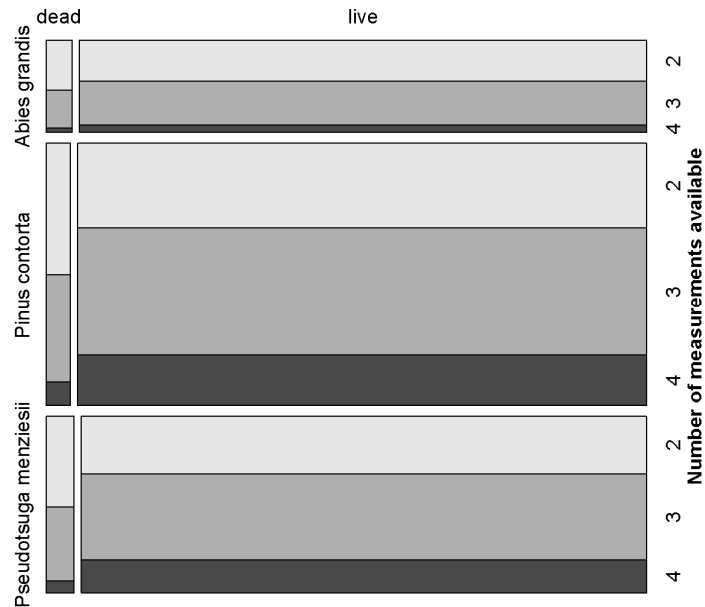 dead
live
Abies grandis
2
3
4
Pinus contorta
2
3
4
Pseudotsuga menziesii
2
3
4
Number of measurements available